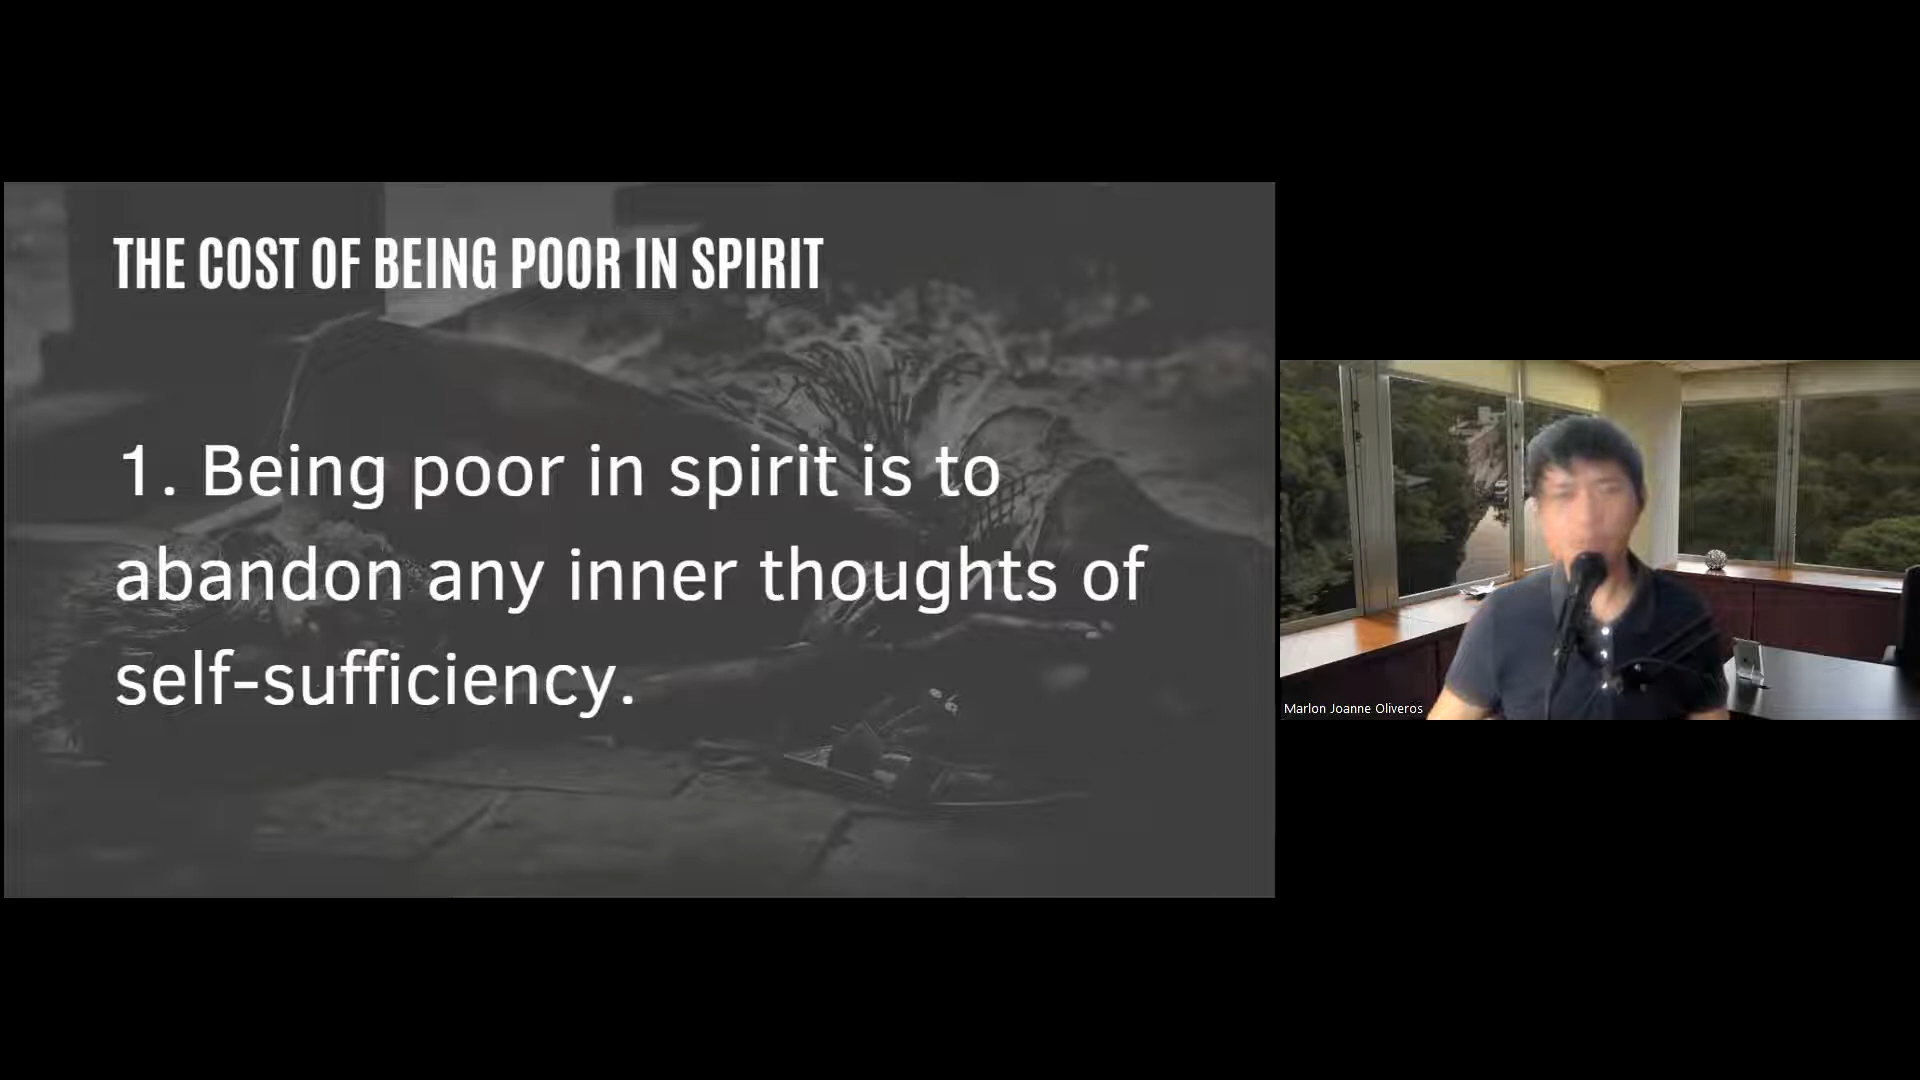 THE COST OF BEING POOR IN SPIRIT
1. Being poor in spirit is to
abandon any inner thoughts of
self-sufficiency.
Marlon Joanne Oliveros